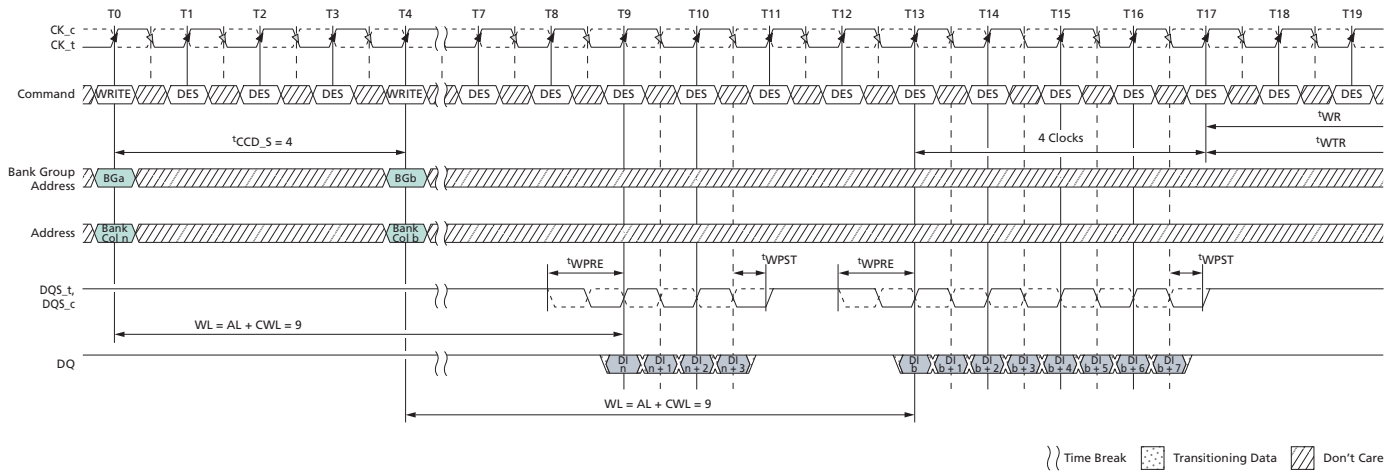 T0 T1 T2 T3 T4 T7 T8 T9 T10 T11 T12 T13 T14 T15 T16 T17 T18 T19
CK_c
CK_t
Command WRITE DES DES DES WRITE DES DES DES DES DES DES DES DES DES DES DES DES DES
tWR
tCCD_S = 4 4 Clocks tWTR
Bank Group
Address BGa BGb
Address Bank Col n Bank Col b
tWPRE tWPST tWPRE tWPST
DQS_t,
DQS_c
WL = AL + CWL = 9
DQ DI n DI n + 1 DI n + 2 DI n + 3 DI b DI b + 1 DI b + 2 DI b + 3 DI b + 4 DI b + 5 DI b + 6 DI b + 7
WL = AL + CWL = 9
Time Break Transitioning Data Don't Care